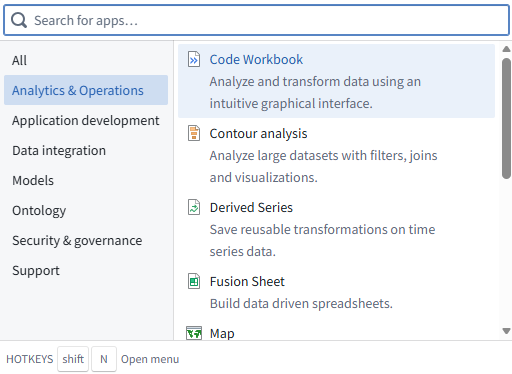 Search for apps…
All
Analytics & Operations
Application development
Data integration
Models
Ontology
Security & governance
Support
Code Workbook
Analyze and transform data using an
intuitive graphical interface.
Contour analysis
Analyze large datasets with filters, joins
and visualizations.
Derived Series
Save reusable transformations on time
series data.
Fusion Sheet
Build data driven spreadsheets.
Map
HOTKEYS shift N Open menu